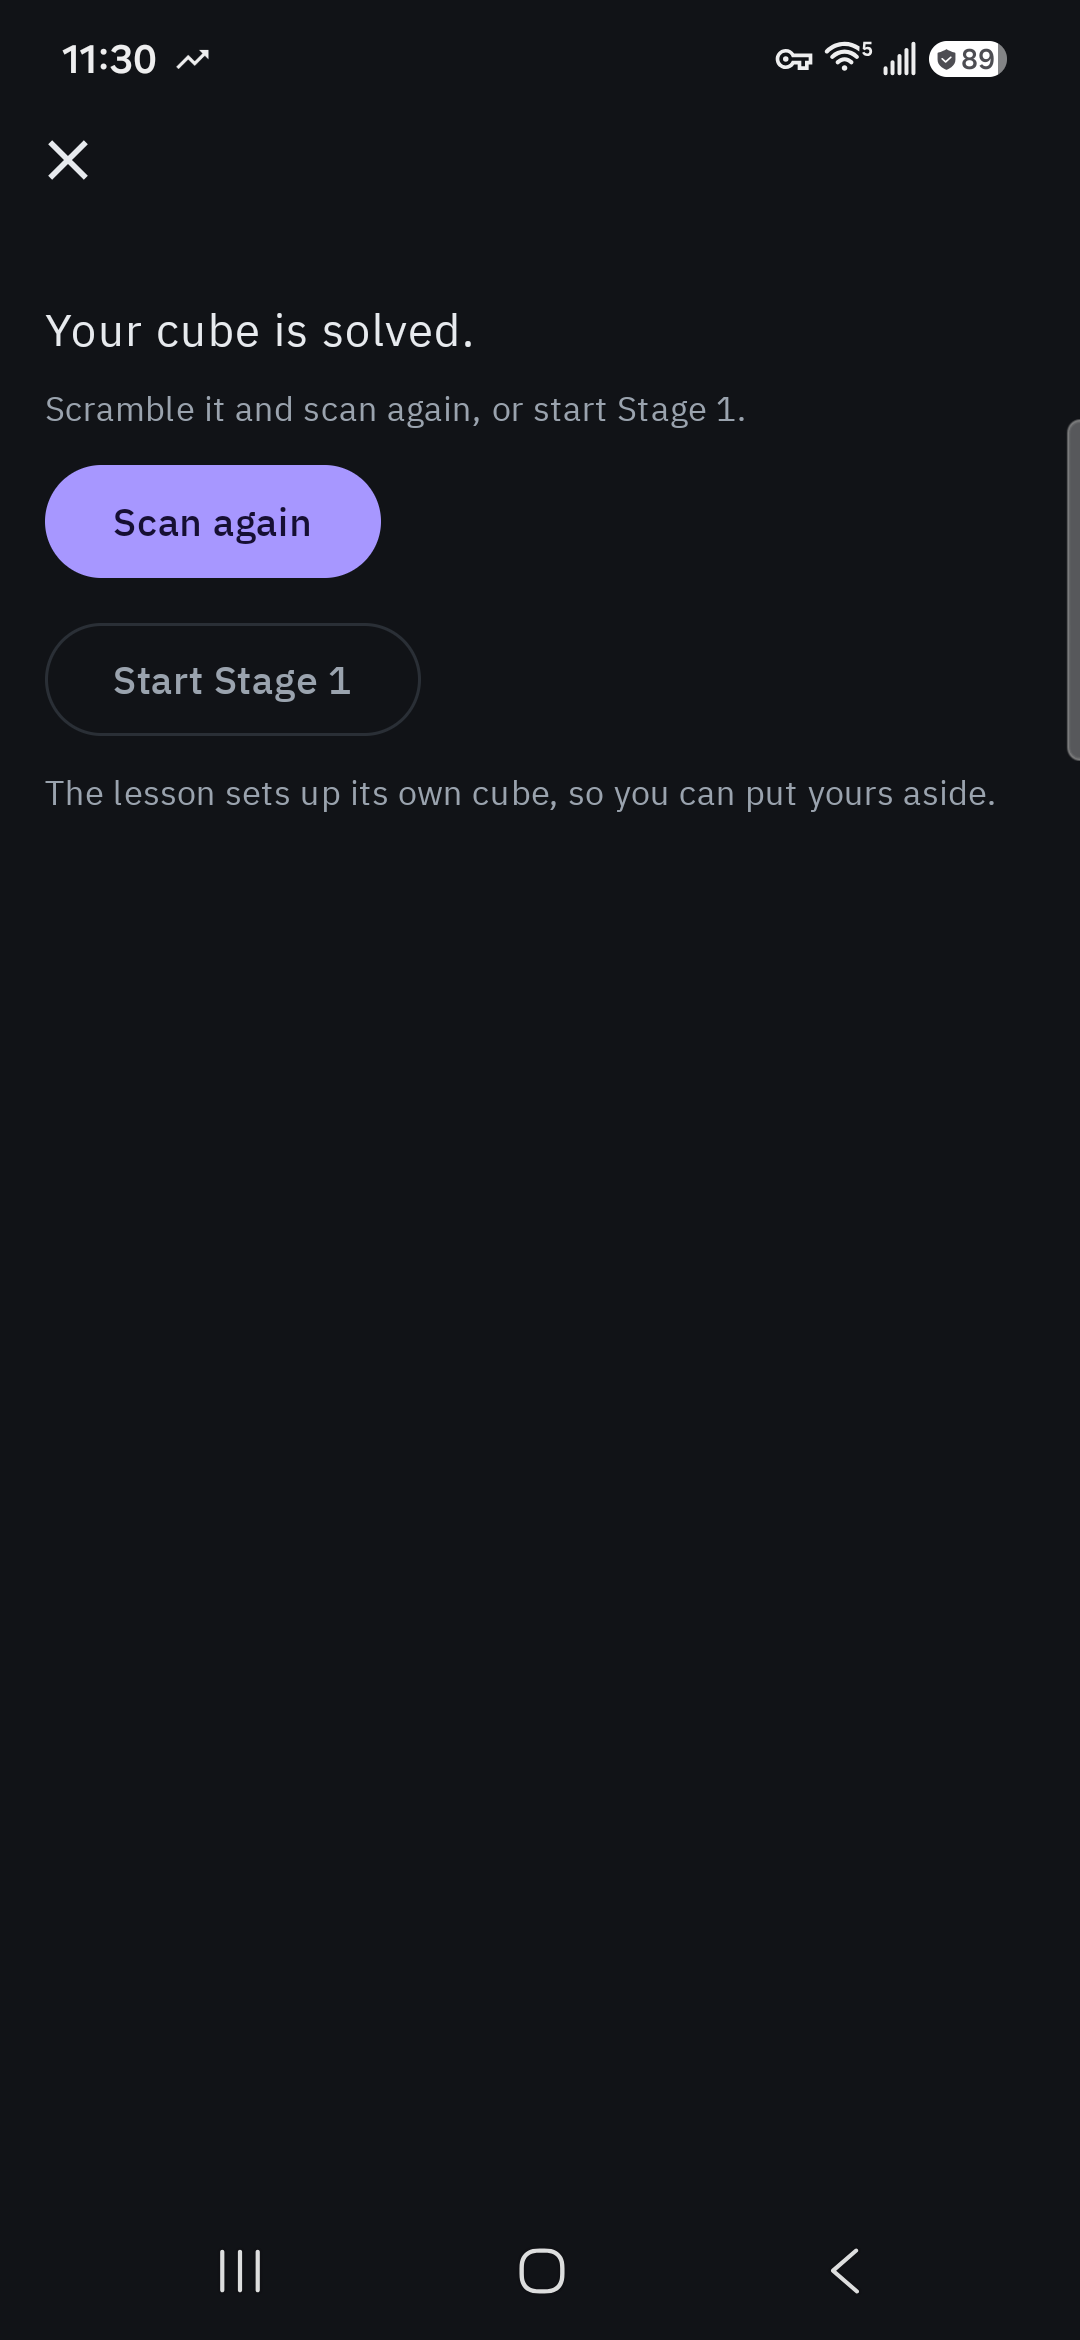 11:30
5
89
Your cube is solved.
Scramble it and scan again, or start Stage 1.
Scan again
Start Stage 1
The lesson sets up its own cube, so you can put yours aside.